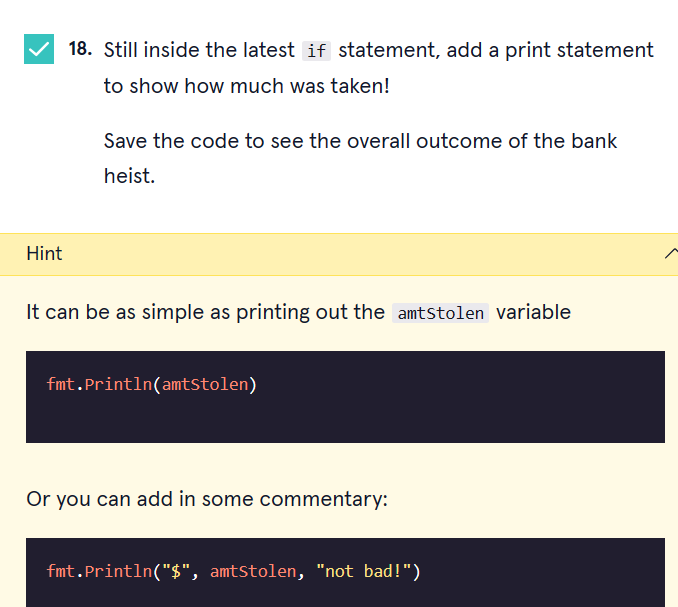 18. Still inside the latest if statement, add a print statement
to show how much was taken!
Save the code to see the overall outcome of the bank
heist.
Hint
It can be as simple as printing out the amtStolen variable
fmt.Println(amtStolen)
Or you can add in some commentary:
fmt.Println("$", amtStolen, "not bad!")